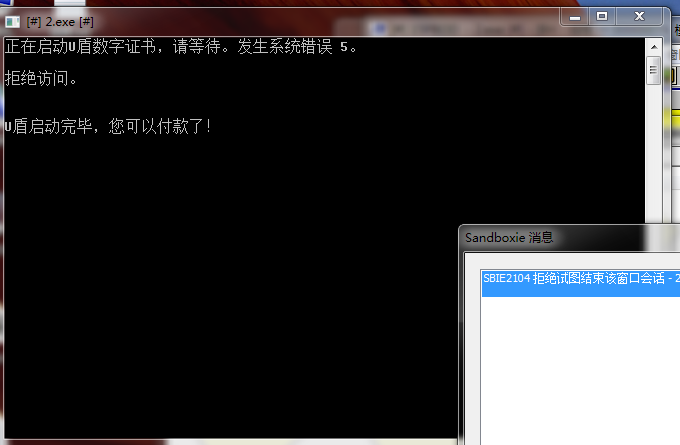 [#] 2.exe [#]
正在启动U盾数字证书，请等待。发生系统错误 5。
拒绝访问。
U盾启动完毕，您可以付款了！
Sandboxie 消息
SBIE2104 拒绝试图结束该窗口会话 - 2